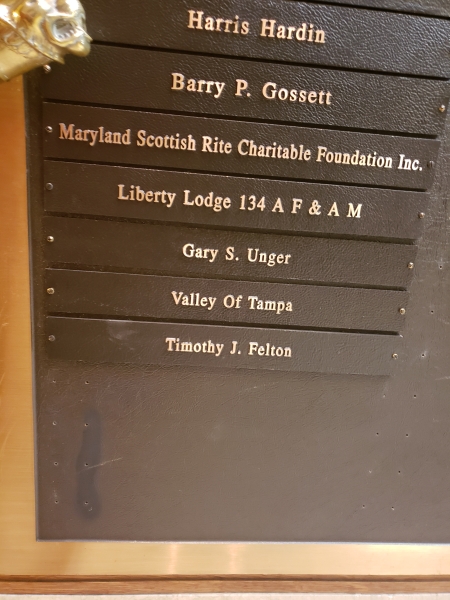 Harris Hardin
Barry P. Gossett
Maryland Scottish Rite Charitable Foundation Inc.
Liberty Lodge 134 A F & A M
Gary S. Unger
Valley Of Tampa
Timothy J. Felton